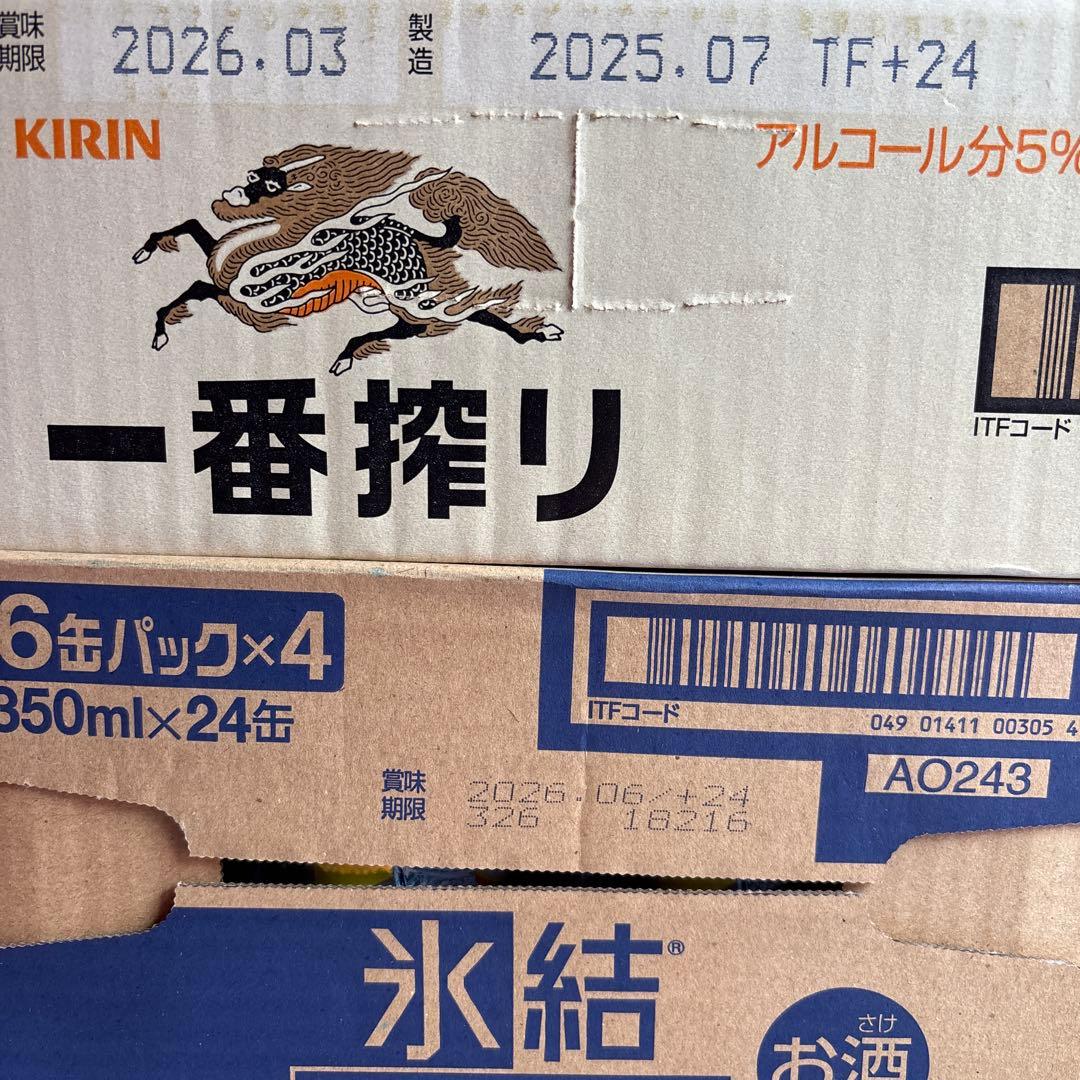 賞味期限 2026.03 製造 2025.07 TF+24
KIRIN
アルコール分5%
一番搾り
ITFコード
6缶パック×4
350ml×24缶
ITFコード
049 01411 00305 4
AO243
賞味期限 2026.06/+24
326 18216
氷結®
さけ
お酒